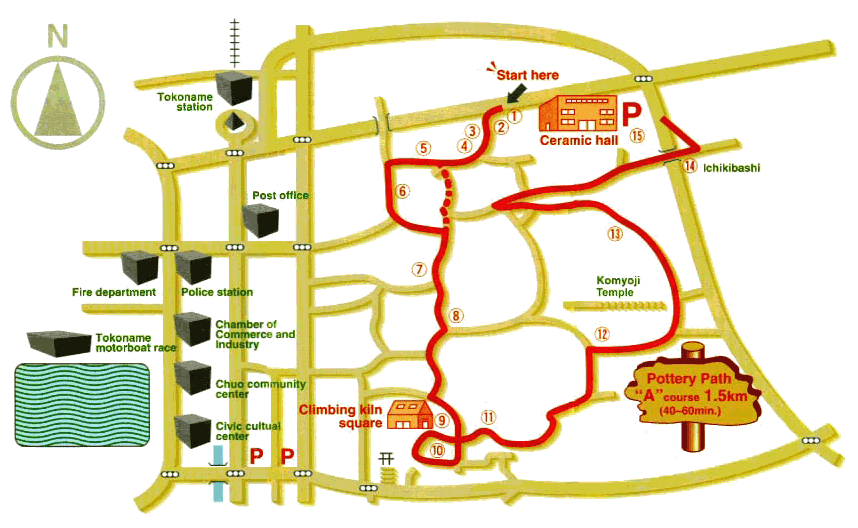 N
Tokoname
station
Start here
①
②
③
④
⑤
⑥
P
⑮
Ceramic hall
⑭
Ichikibashi
Post office
⑬
⑦
Fire department
Police station
Komyoji
Temple
⑧
Tokoname
motorboat race
Chamber of
Commerce and
Industry
⑫
Chuo community
center
Pottery Path
"A" course 1.5km
(40~60min.)
Climbing kiln
square
⑨
⑪
⑩
Civic cultual
center
P
P